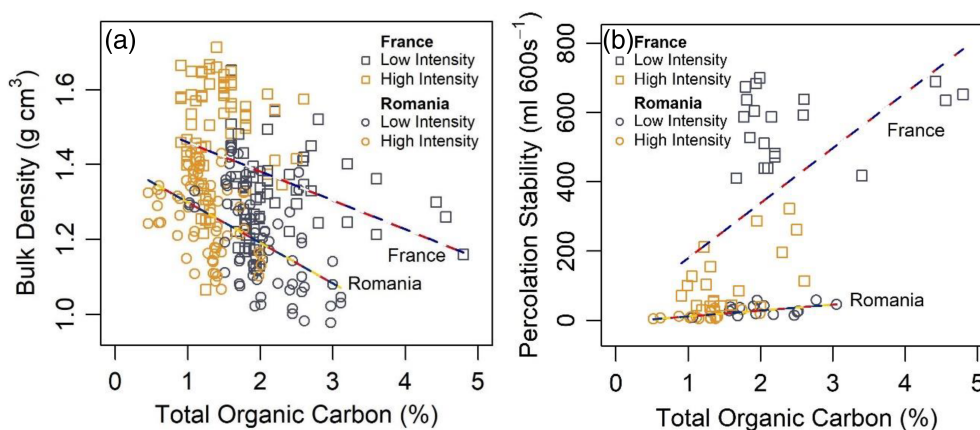 (a)
France
Low Intensity
High Intensity
Romania
Low Intensity
High Intensity
France
Romania
1.0
1.2
1.4
1.6
Bulk Density (g cm³)
0
1
2
3
4
5
Total Organic Carbon (%)
(b)
France
Low Intensity
High Intensity
Romania
Low Intensity
High Intensity
France
Romania
0
200
400
600
800
Percolation Stability (ml 600s⁻¹)
0
1
2
3
4
5
Total Organic Carbon (%)